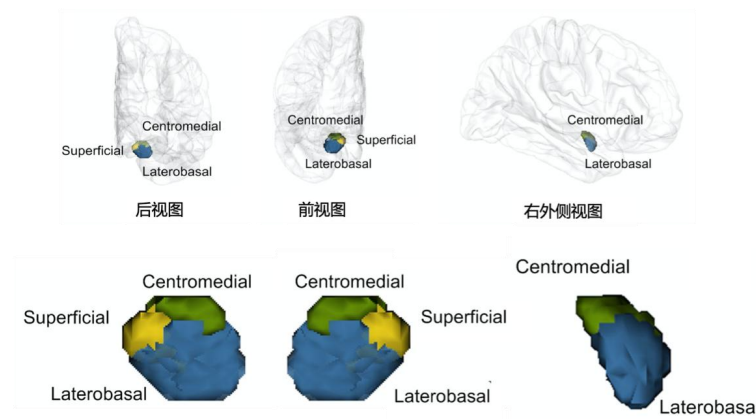 Centromedial
Superficial
Laterobasal
后视图
Centromedial
Superficial
Laterobasal
前视图
Laterobasal
Centromedial
右外侧视图
Centromedial
Superficial
Laterobasal
Centromedial
Superficial
Laterobasal
Centromedial
Laterobasa